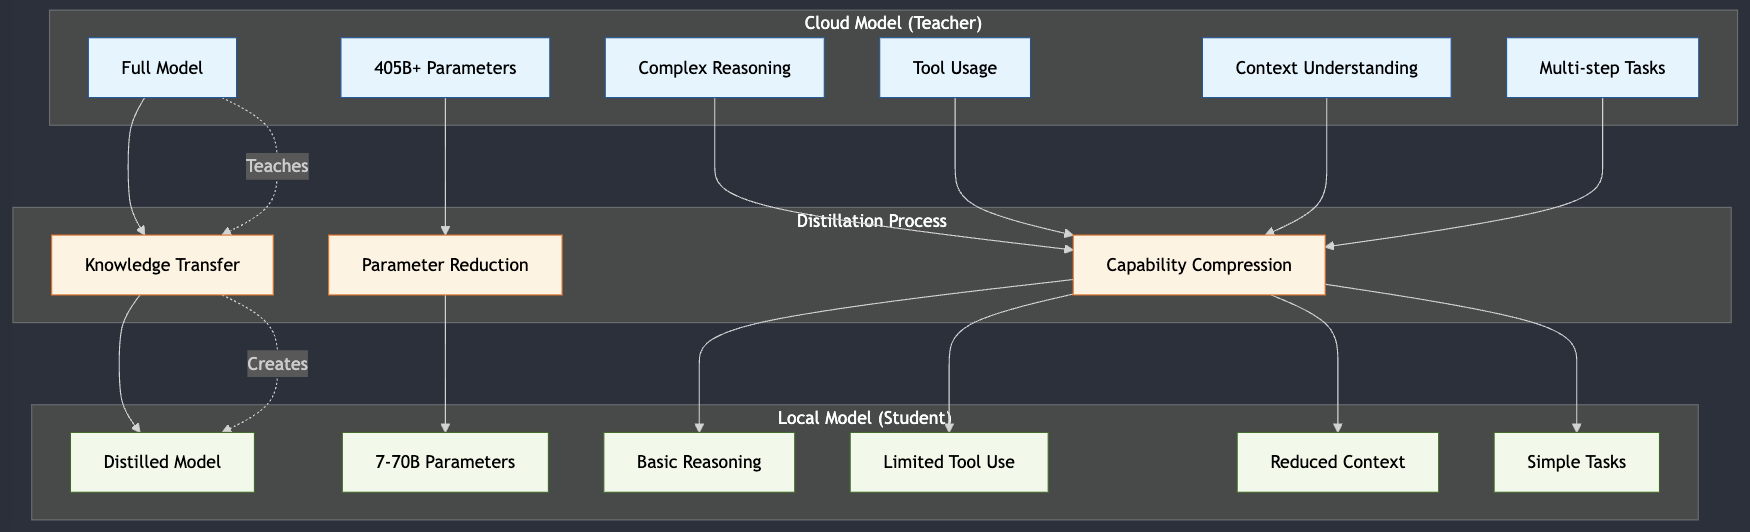 Cloud Model (Teacher)
Full Model
405B+ Parameters
Complex Reasoning
Tool Usage
Context Understanding
Multi-step Tasks
Teaches
Distillation Process
Knowledge Transfer
Parameter Reduction
Capability Compression
Creates
Local Model (Student)
Distilled Model
7-70B Parameters
Basic Reasoning
Limited Tool Use
Reduced Context
Simple Tasks